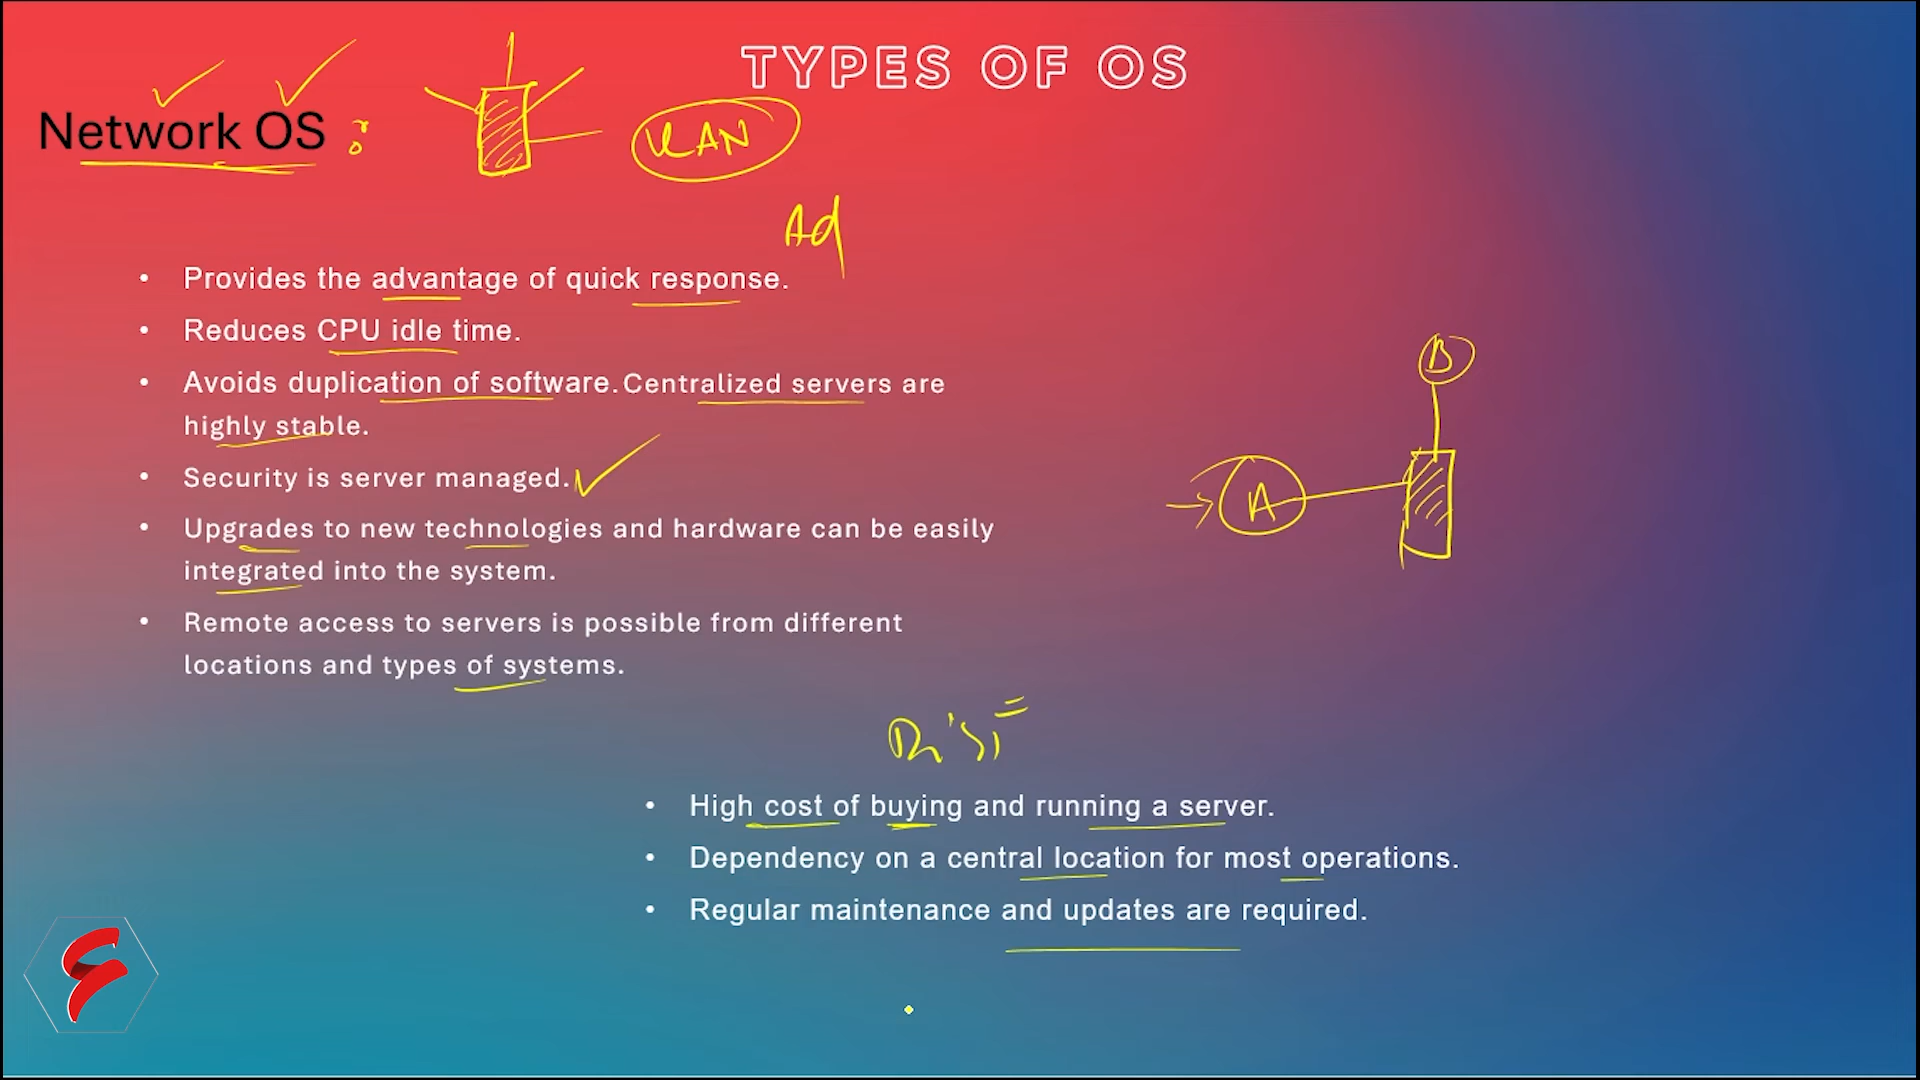 TYPES OF OS
Network OS :
LAN
Ad
• Provides the advantage of quick response.
• Reduces CPU idle time.
• Avoids duplication of software. Centralized servers are
highly stable.
• Security is server managed.
• Upgrades to new technologies and hardware can be easily
integrated into the system.
• Remote access to servers is possible from different
locations and types of systems.
B
A
• High cost of buying and running a server.
• Dependency on a central location for most operations.
• Regular maintenance and updates are required.